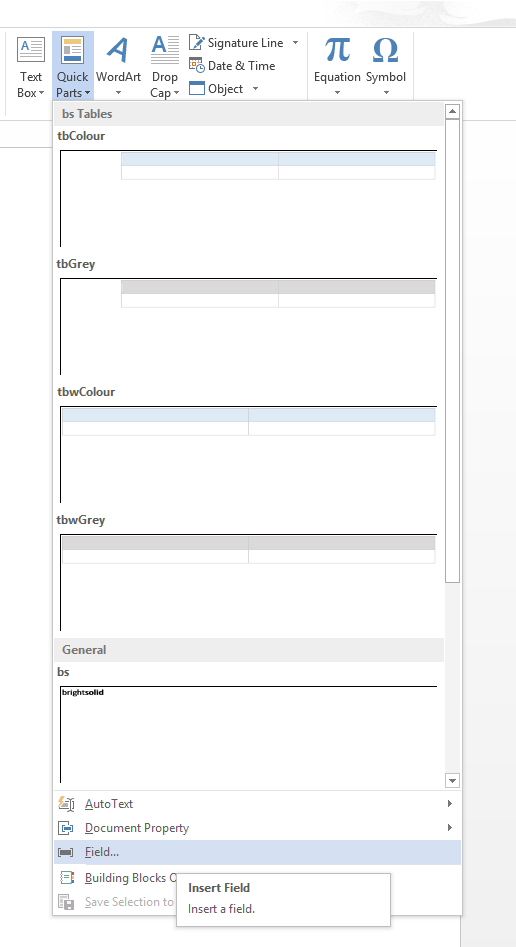 Signature Line
Text Box
Quick Parts
WordArt
Drop Cap
Date & Time
Object
Equation
Symbol
bs Tables
tbColour
tbGrey
tbwColour
tbwGrey
General
bs
brightsolid
AutoText
Document Property
Field...
Building Blocks O
Insert Field
Insert a field.
Save Selection to